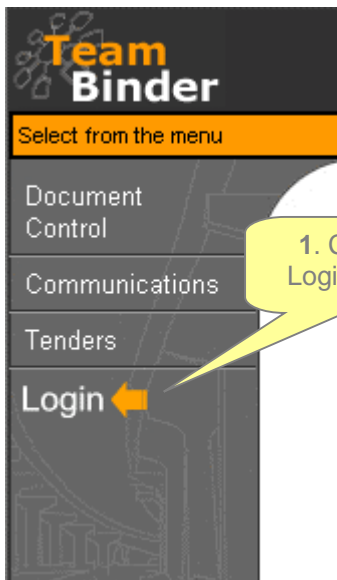 Team
Binder
Select from the menu
Document
Control
Communications
Tenders
1.
Login